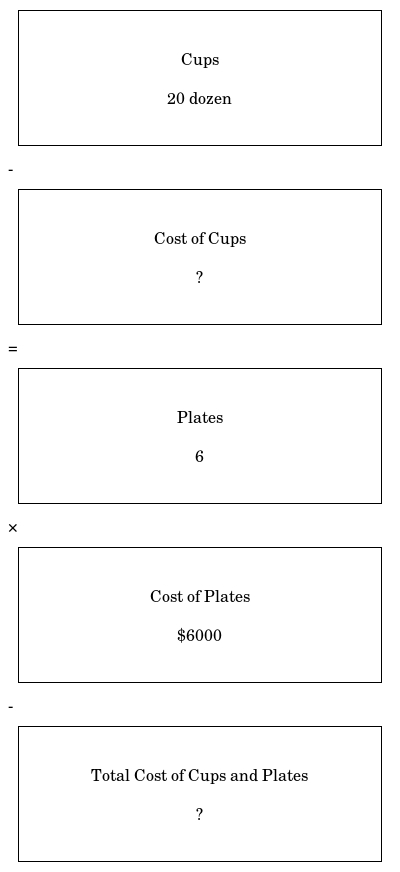 Cups
20 dozen
-
Cost of Cups
?
=
Plates
6
×
Cost of Plates
$6000
-
Total Cost of Cups and Plates
?